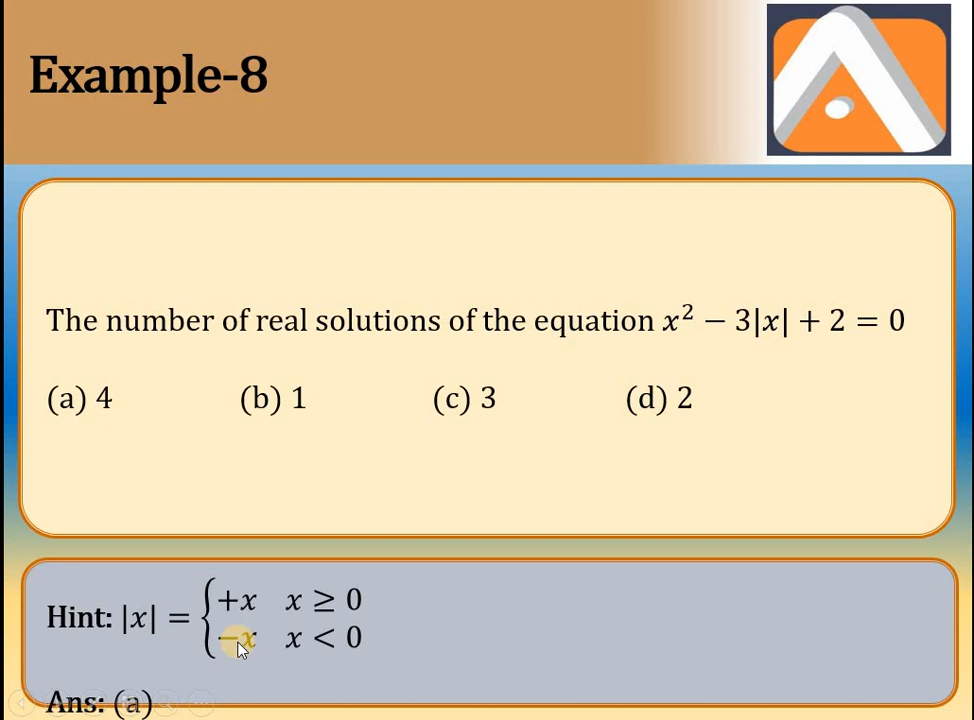 Example-8
The number of real solutions of the equation x² − 3|x| + 2 = 0
(a) 4 (b) 1 (c) 3 (d) 2
Hint: |x| = { +x x ≥ 0
−x x < 0
Ans: (a)